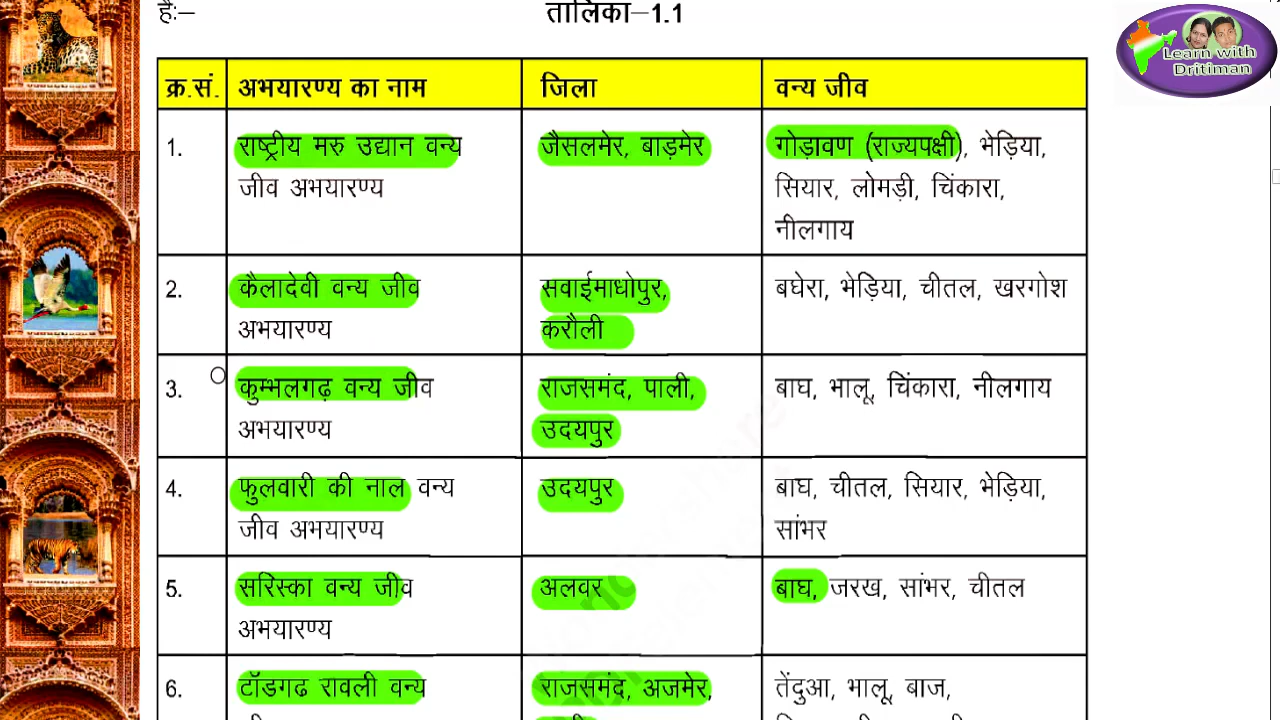 हैः–
तालिका–1.1
Learn with
Dritiman
क्र.सं. अभयारण्य का नाम जिला वन्य जीव
1. राष्ट्रीय मरु उद्यान वन्य जैसलमेर, बाड़मेर गोड़ावण (राज्यपक्षी), भेड़िया,
जीव अभयारण्य सियार, लोमड़ी, चिंकारा,
नीलगाय
2. कैलादेवी वन्य जीव सवाईमाधोपुर, बघेरा, भेड़िया, चीतल, खरगोश
अभयारण्य करौली
3. कुम्भलगढ़ वन्य जीव राजसमंद, पाली, बाघ, भालू, चिंकारा, नीलगाय
अभयारण्य उदयपुर
4. फुलवारी की नाल वन्य उदयपुर बाघ, चीतल, सियार, भेड़िया,
जीव अभयारण्य सांभर
5. सरिस्का वन्य जीव अलवर बाघ, जरख, सांभर, चीतल
अभयारण्य
6. टॉडगढ रावली वन्य राजसमंद, अजमेर, तेंदुआ, भालू, बाज,